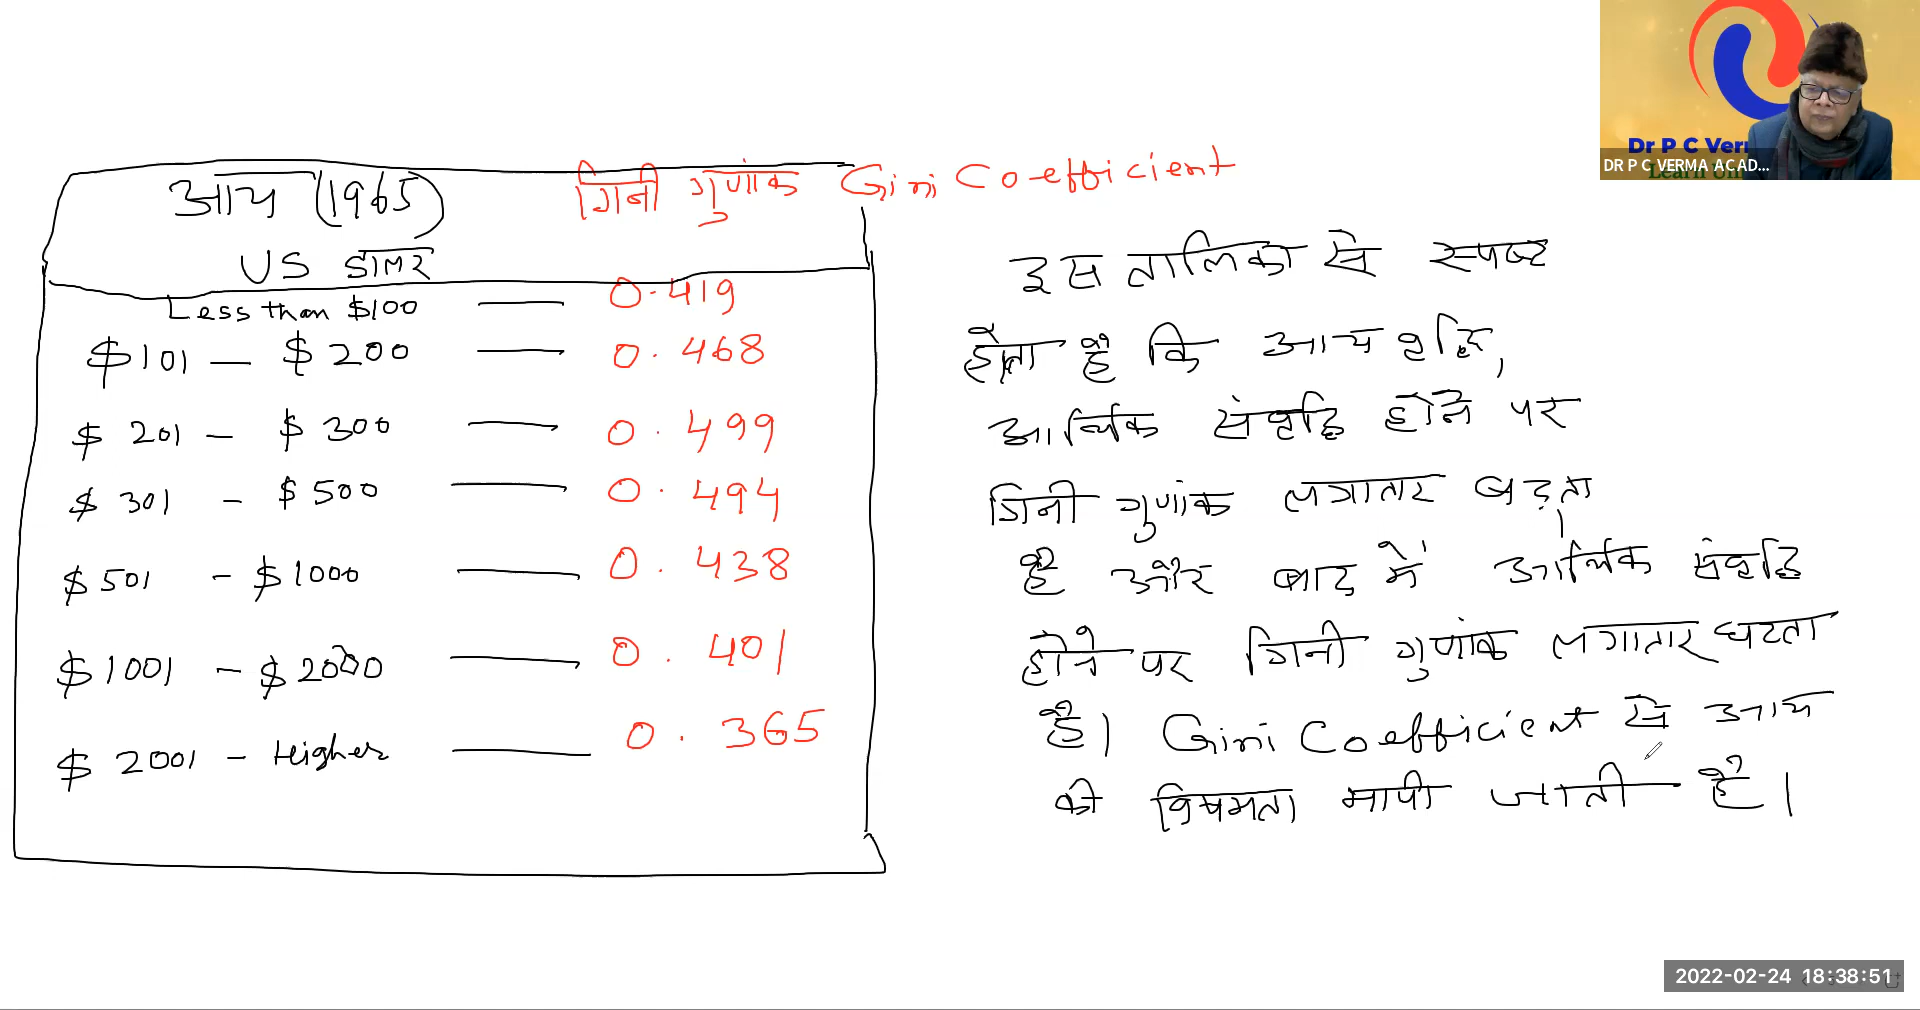 आय (1965) गिनी गुणांक Gini Coefficient
US डालर
Less than $100 — 0.419
$101 — $200 — 0.468
$201 — $300 — 0.499
$301 - $500 — 0.494
$501 - $1000 — 0.438
$1001 - $2000 — 0.401
$2001 - Higher — 0.365
इस तालिका से स्पष्ट
होता है कि आय वृद्धि,
आर्थिक संवृद्धि होने पर
गिनी गुणांक लगातार बढ़ता
है और बाद में आर्थिक संवृद्धि
होने पर गिनी गुणांक लगातार घटता
है। Gini Coefficient से आय
की विषमता मापी जाती है।
Dr P C Ver
DR P C VERMA ACAD...
2022-02-24 18:38:51